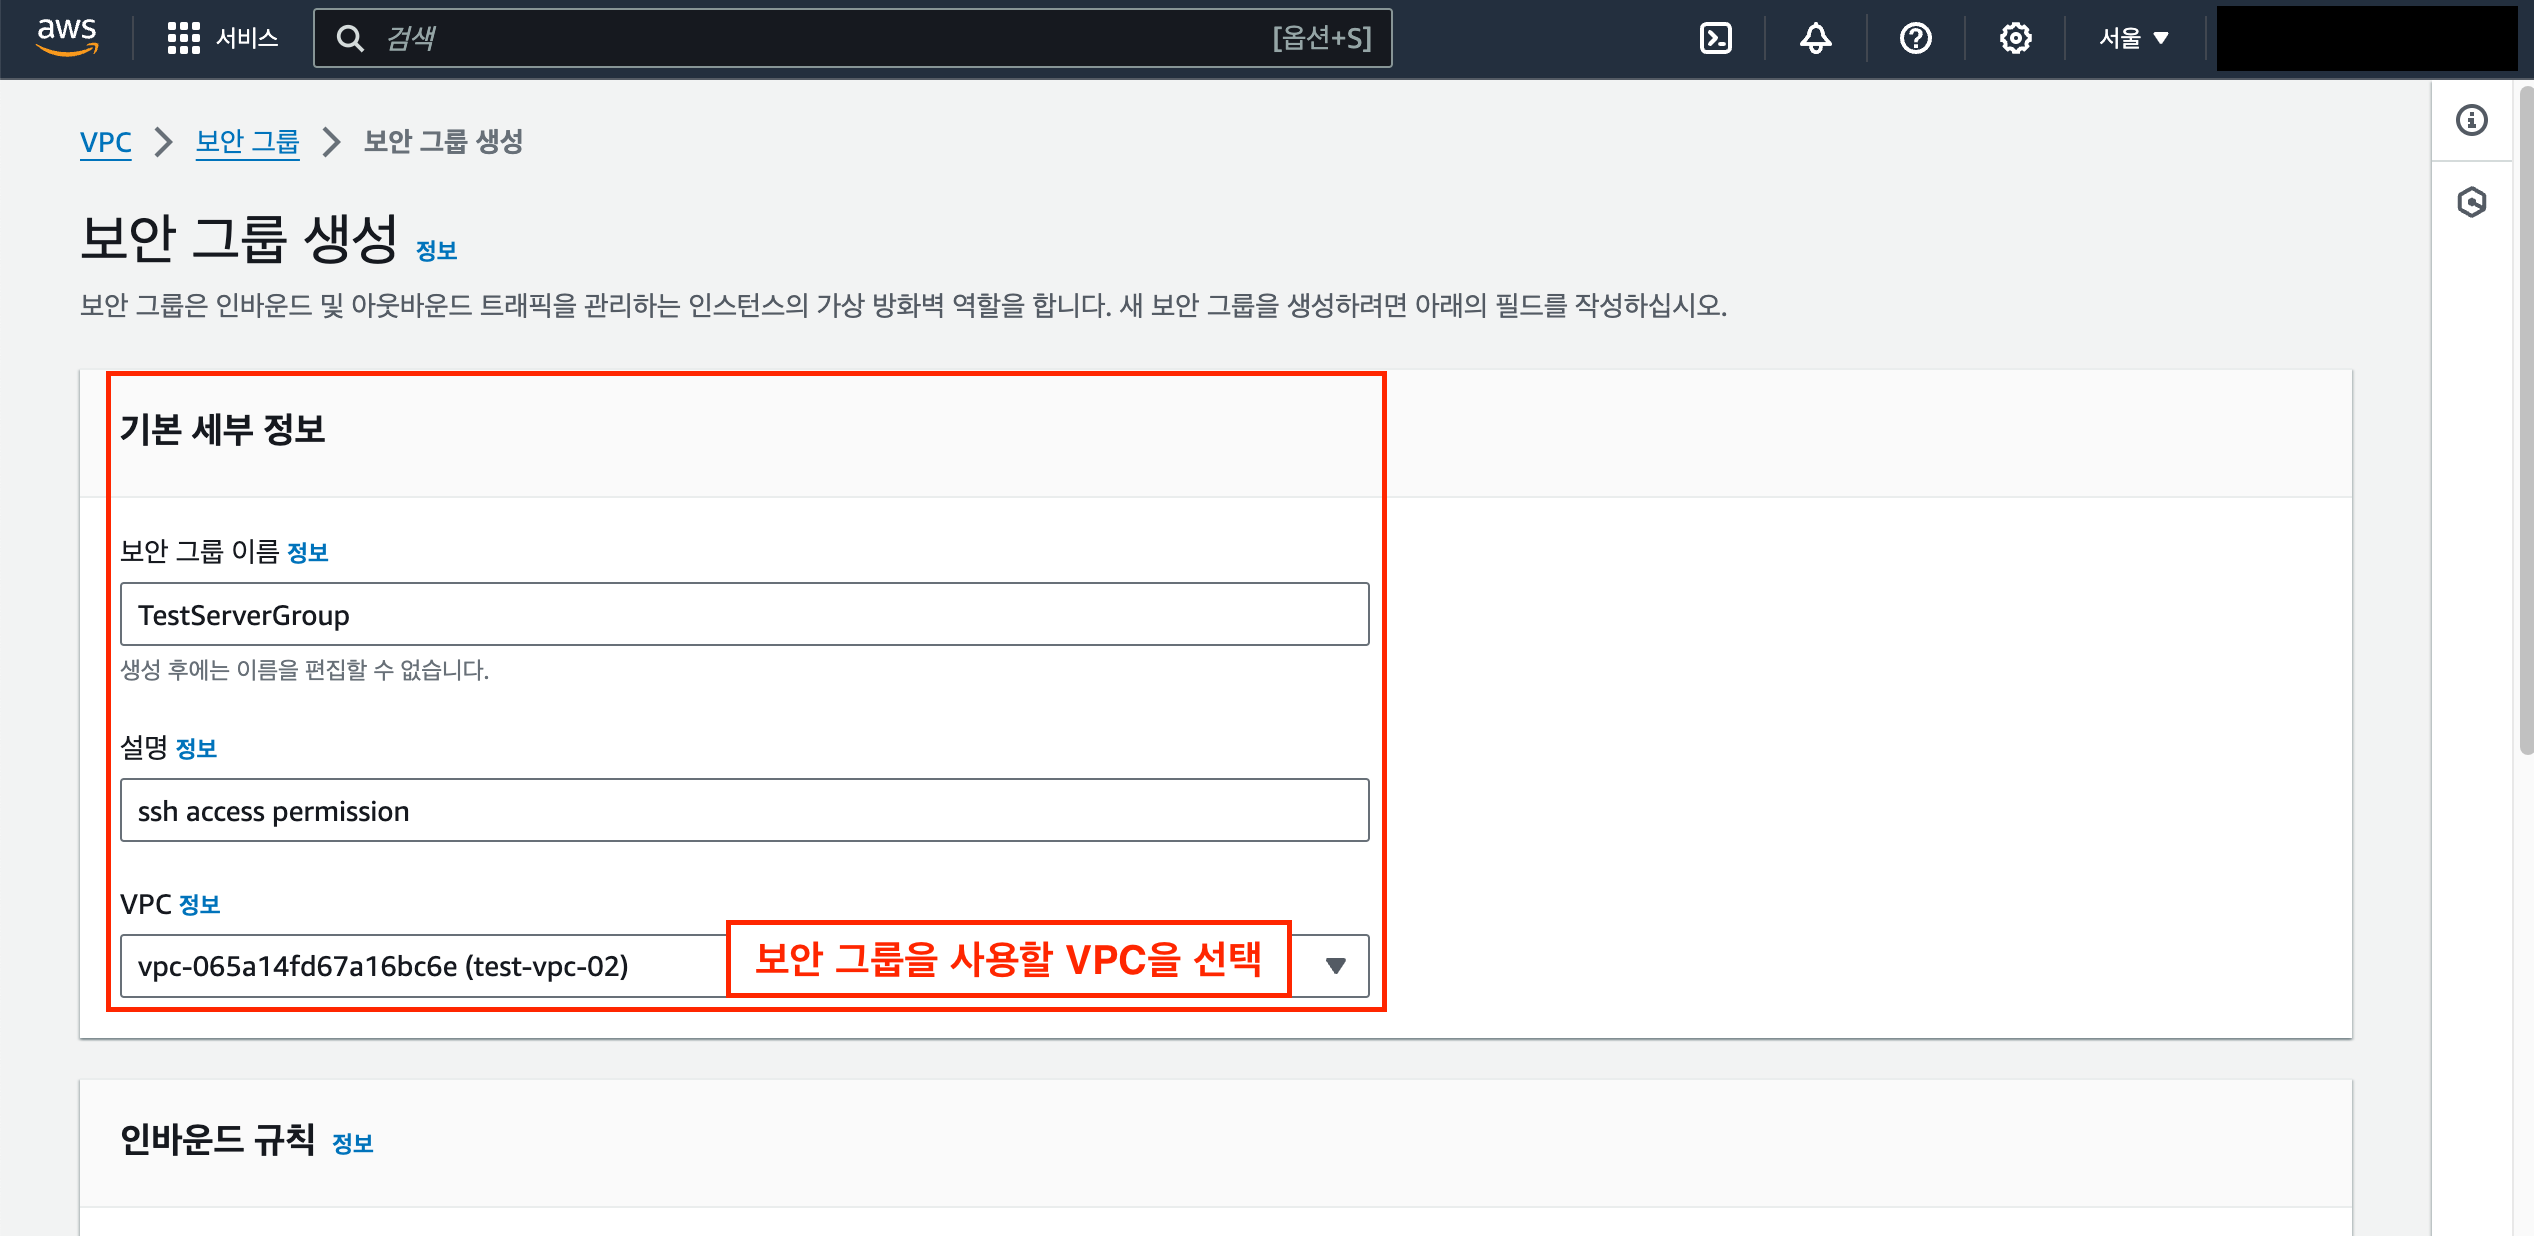 aws 서비스 검색 [옵션+S] 서울
VPC 보안 그룹 보안 그룹 생성
보안 그룹 생성 정보
보안 그룹은 인바운드 및 아웃바운드 트래픽을 관리하는 인스턴스의 가상 방화벽 역할을 합니다. 새 보안 그룹을 생성하려면 아래의 필드를 작성하십시오.
기본 세부 정보
보안 그룹 이름 정보
TestServerGroup
생성 후에는 이름을 편집할 수 없습니다.
설명 정보
ssh access permission
VPC 정보
vpc-065a14fd67a16bc6e (test-vpc-02) 보안 그룹을 사용할 VPC을 선택
인바운드 규칙 정보